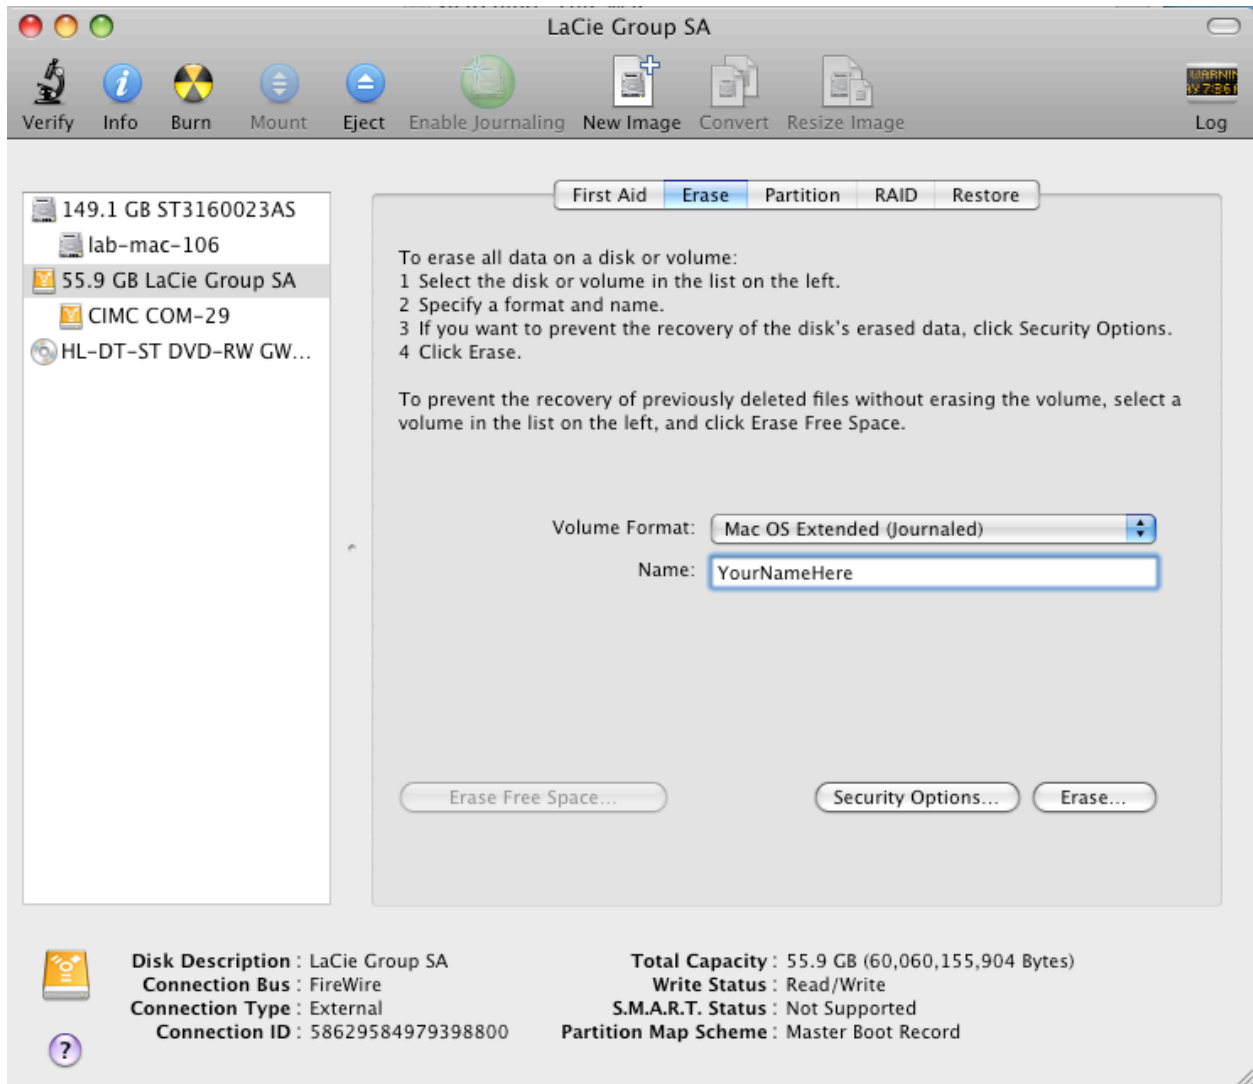 LaCie Group SA
Verify Info Burn Mount Eject Enable Journaling New Image Convert Resize Image Log
149.1 GB ST3160023AS
lab-mac-106
55.9 GB LaCie Group SA
CIMC COM-29
HL-DT-ST DVD-RW GW...
First Aid Erase Partition RAID Restore
To erase all data on a disk or volume:
1 Select the disk or volume in the list on the left.
2 Specify a format and name.
3 If you want to prevent the recovery of the disk's erased data, click Security Options.
4 Click Erase.
To prevent the recovery of previously deleted files without erasing the volume, select a
volume in the list on the left, and click Erase Free Space.
Volume Format: Mac OS Extended (Journaled)
Name: YourNameHere
Erase Free Space... Security Options... Erase...
Disk Description : LaCie Group SA
Connection Bus : FireWire
Connection Type : External
Connection ID : 58629584979398800
Total Capacity : 55.9 GB (60,060,155,904 Bytes)
Write Status : Read/Write
S.M.A.R.T. Status : Not Supported
Partition Map Scheme : Master Boot Record
?